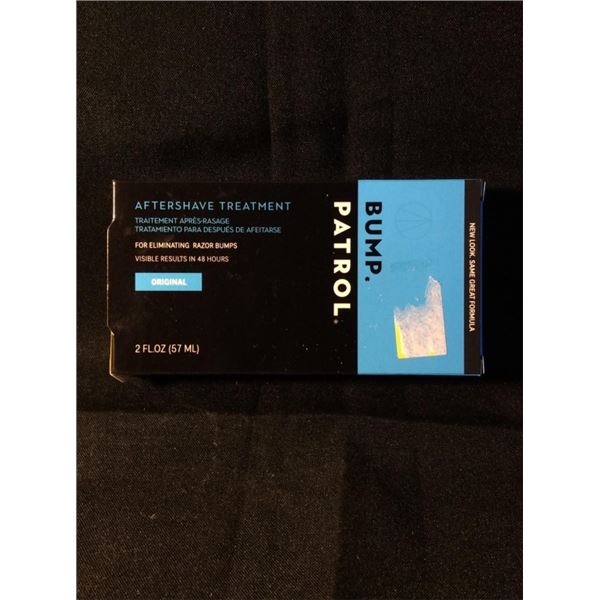 AFTERSHAVE TREATMENT
TRAITEMENT APRÈS-RASAGE
TRATAMIENTO PARA DESPUÉS DE AFEITARSE
FOR ELIMINATING RAZOR BUMPS
VISIBLE RESULTS IN 48 HOURS
ORIGINAL
2 FL.OZ (57 ML)
BUMP.
PATROL®
NEW LOOK, SAME GREAT FORMULA